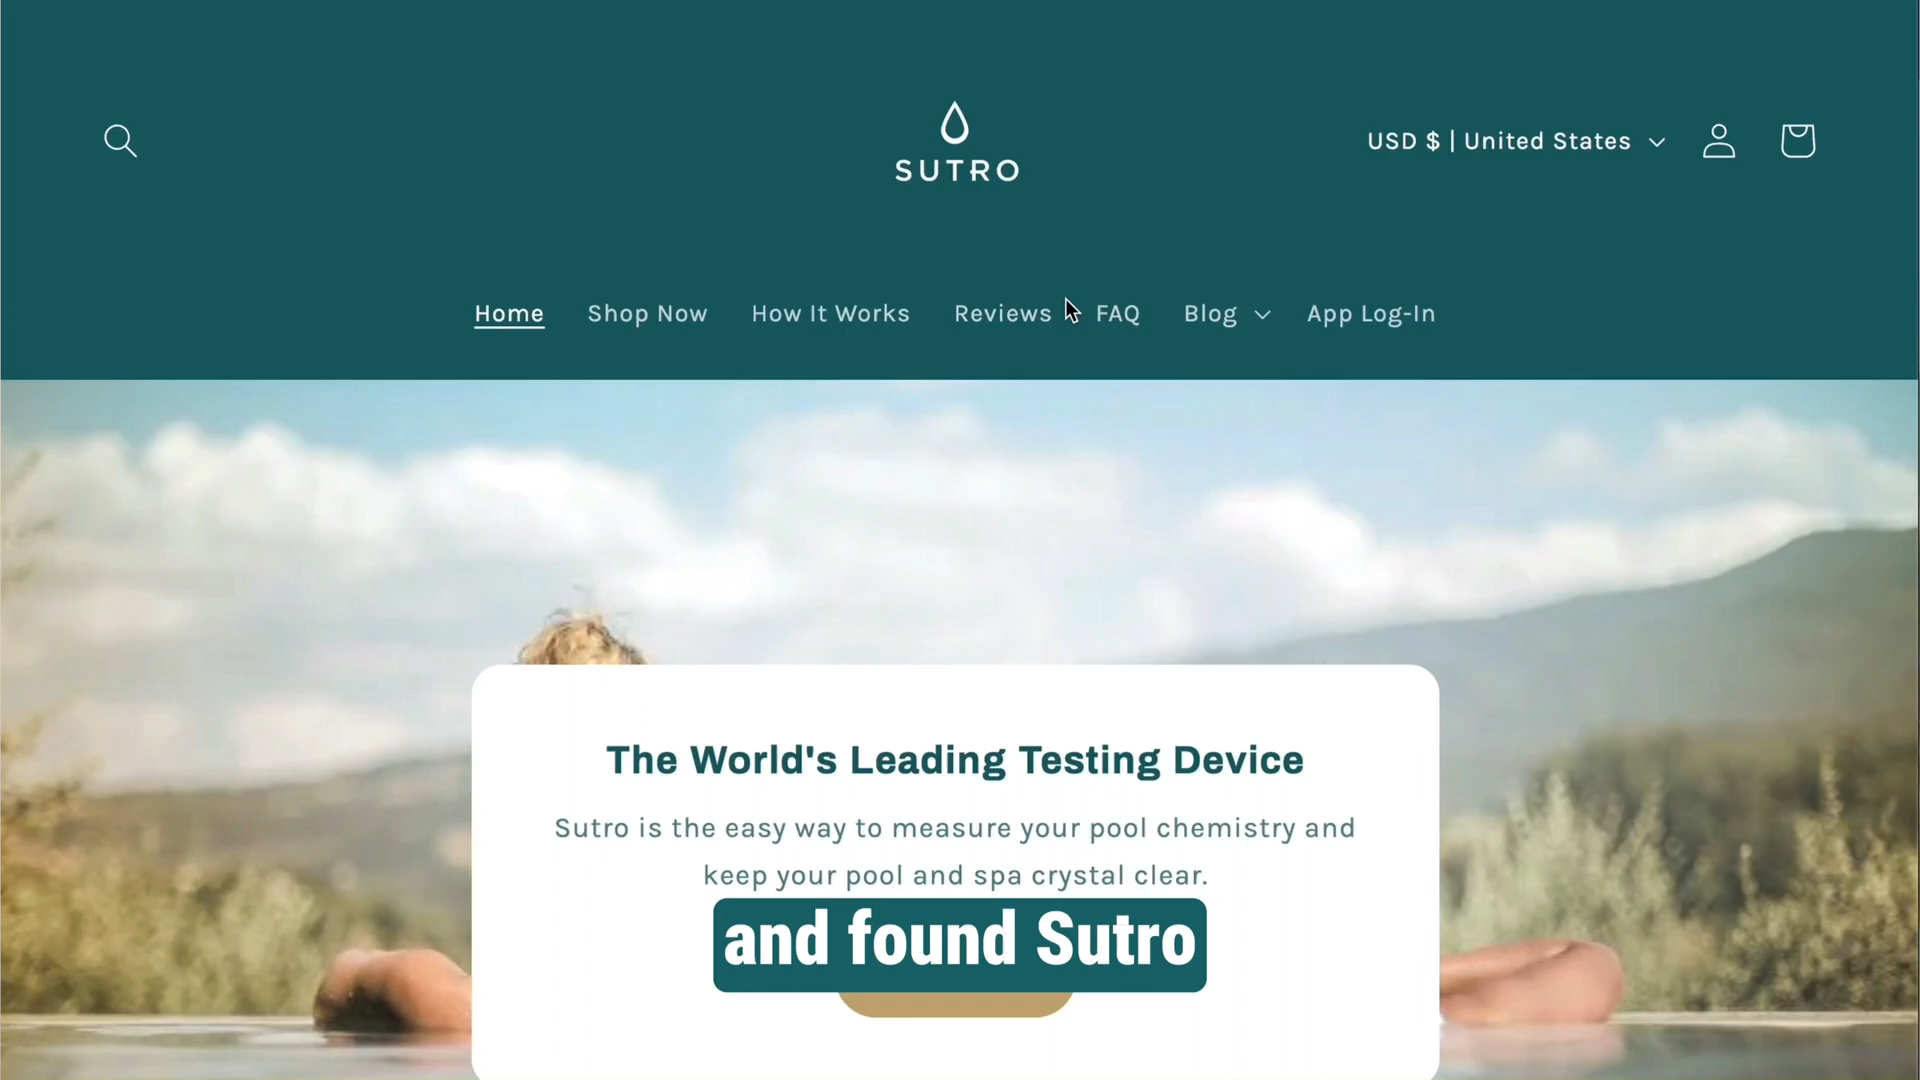 SUTRO
USD $ | United States
Home Shop Now How It Works Reviews FAQ Blog App Log-In
The World's Leading Testing Device
Sutro is the easy way to measure your pool chemistry and
keep your pool and spa crystal clear.
and found Sutro